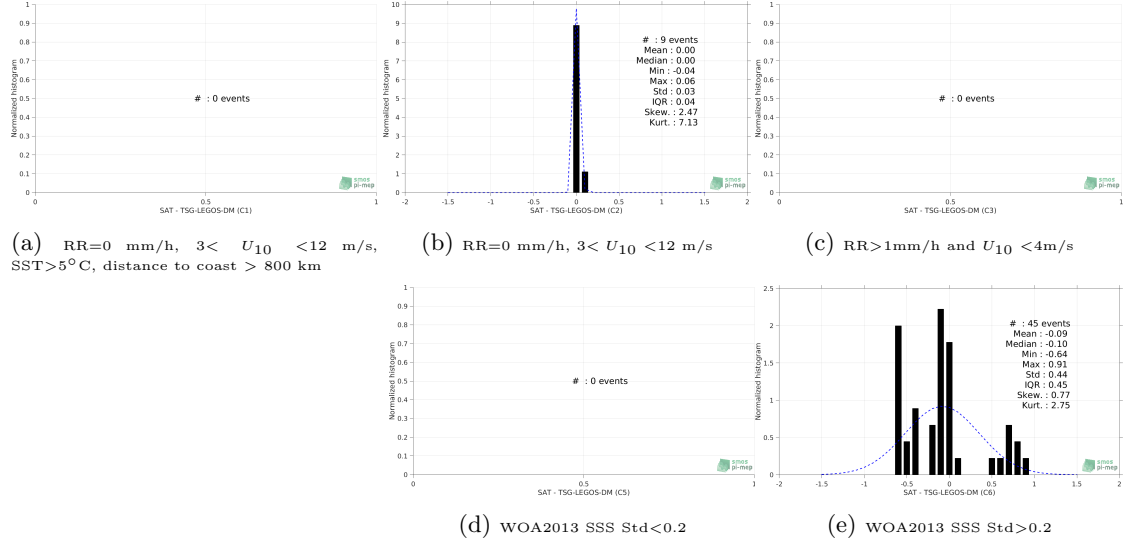 Normalized histogram
1
0.9
0.8
0.7
0.6
0.5
0.4
0.3
0.2
0.1
0
# : 0 events
0 0.5 1
SAT - TSG-LEGOS-DM (C1)
smos
pi-mep
(a) RR=0 mm/h, 3< U10 <12 m/s,
SST>5°C, distance to coast > 800 km
Normalized histogram
10
9
8
7
6
5
4
3
2
1
0
# : 9 events
Mean : 0.00
Median : 0.00
Min : -0.04
Max : 0.06
Std : 0.03
IQR : 0.04
Skew. : 2.47
Kurt. : 7.13
-2 -1.5 -1 -0.5 0 0.5 1 1.5 2
SAT - TSG-LEGOS-DM (C2)
smos
pi-mep
(b) RR=0 mm/h, 3< U10 <12 m/s
Normalized histogram
1
0.9
0.8
0.7
0.6
0.5
0.4
0.3
0.2
0.1
0
# : 0 events
0 0.5 1
SAT - TSG-LEGOS-DM (C3)
smos
pi-mep
(c) RR>1mm/h and U10 <4m/s
Normalized histogram
1
0.9
0.8
0.7
0.6
0.5
0.4
0.3
0.2
0.1
0
# : 0 events
0 0.5 1
SAT - TSG-LEGOS-DM (C5)
smos
pi-mep
(d) WOA2013 SSS Std<0.2
Normalized histogram
2.5
2
1.5
1
0.5
0
# : 45 events
Mean : -0.09
Median : -0.10
Min : -0.64
Max : 0.91
Std : 0.44
IQR : 0.45
Skew. : 0.77
Kurt. : 2.75
-2 -1.5 -1 -0.5 0 0.5 1 1.5 2
SAT - TSG-LEGOS-DM (C6)
smos
pi-mep
(e) WOA2013 SSS Std>0.2